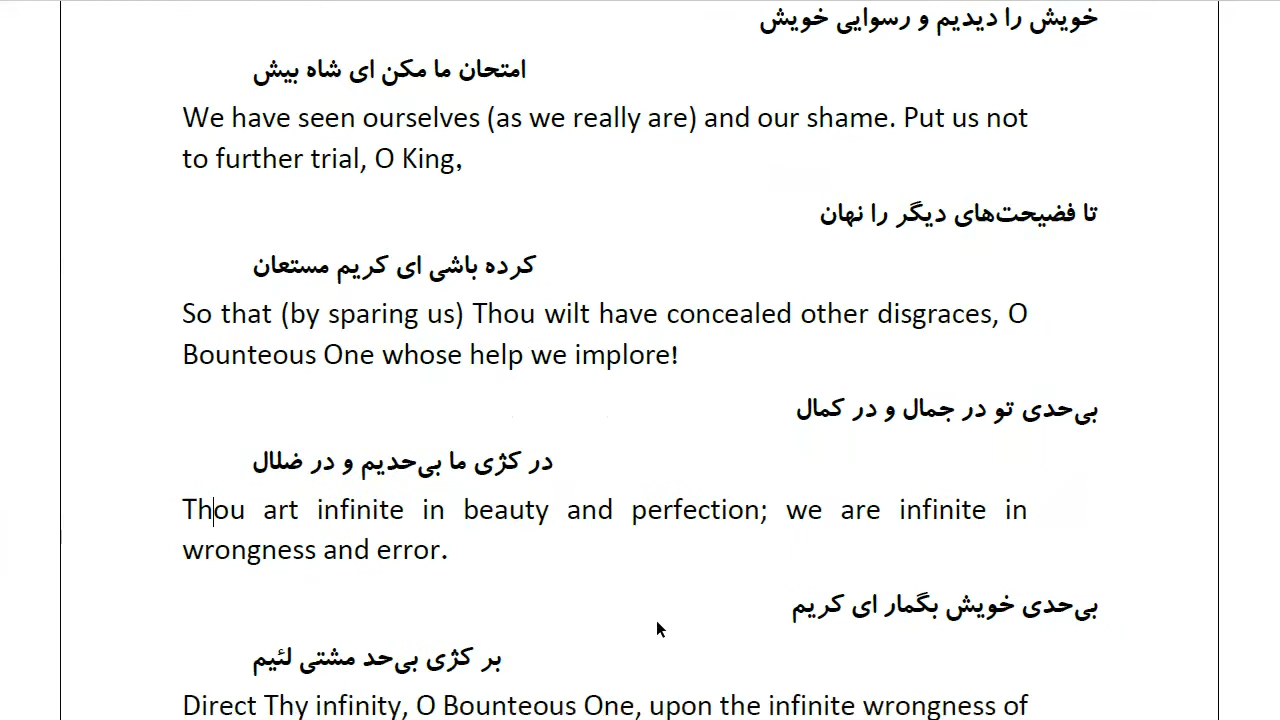 خویش را دیدیم و رسوایی خویش
امتحان ما مکن ای شاه بیش
We have seen ourselves (as we really are) and our shame. Put us not
to further trial, O King,
تا فضیحت‌های دیگر را نهان
کرده باشی ای کریم مستعان
So that (by sparing us) Thou wilt have concealed other disgraces, O
Bounteous One whose help we implore!
بی‌حدی تو در جمال و در کمال
در کژی ما بی‌حدیم و در ضلال
Thou art infinite in beauty and perfection; we are infinite in
wrongness and error.
بی‌حدی خویش بگمار ای کریم
بر کژی بی‌حد مشتی لئیم
Direct Thy infinity, O Bounteous One, upon the infinite wrongness of